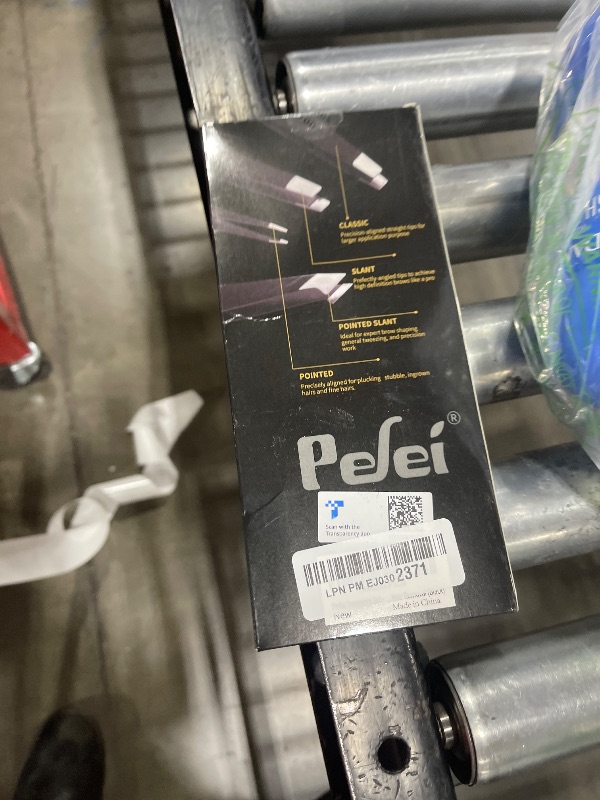 CLASSIC
Precision aligned straight tips for
larger application purpose
SLANT
Perfectly angled tips to achieve
high definition brows like a pro
POINTED SLANT
Ideal for expert brow shaping,
general tweezing, and precision
work
POINTED
Precisely aligned for plucking stubble, ingrown
hairs and fine hairs.
Pelei®
Scan with the
Transparency app
LPN PM EJ030 2371
New
Made in China